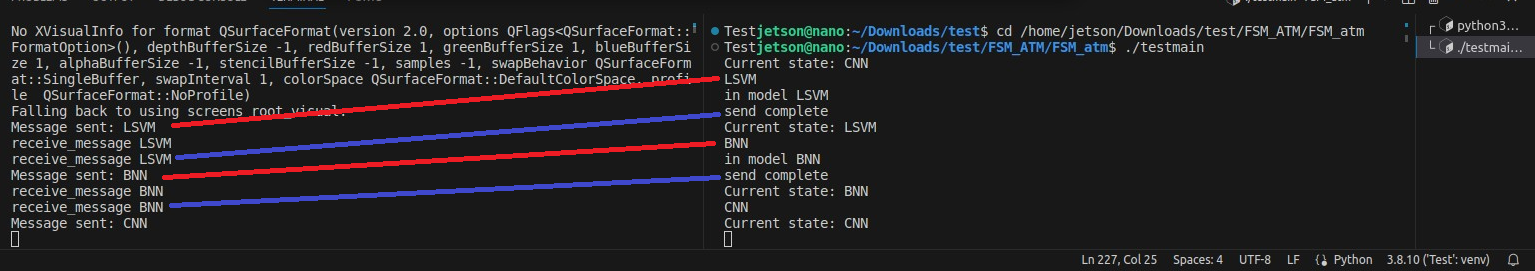 No XVisualInfo for format QSurfaceFormat(version 2.0, options QFlags<QSurfaceFormat::
FormatOption>(), depthBufferSize -1, redBufferSize 1, greenBufferSize 1, blueBufferSi
ze 1, alphaBufferSize -1, stencilBufferSize -1, samples -1, swapBehavior QSurfaceForm
at::SingleBuffer, swapInterval 1, colorSpace QSurfaceFormat::DefaultColorSpace, profi
le  QSurfaceFormat::NoProfile)
Falling back to using screens root_visual.
Message sent: LSVM
receive_message LSVM
receive_message LSVM
Message sent: BNN
receive_message BNN
receive_message BNN
Message sent: CNN
Testjetson@nano:~/Downloads/test$ cd /home/jetson/Downloads/test/FSM_ATM/FSM_atm
Testjetson@nano:~/Downloads/test/FSM_ATM/FSM_atm$ ./testmain
Current state: CNN
LSVM
in model LSVM
send complete
Current state: LSVM
BNN
in model BNN
send complete
Current state: BNN
CNN
Current state: CNN
python3...
./testmai...
Ln 227, Col 25
Spaces: 4
UTF-8
LF
Python
3.8.10 ('Test': venv)